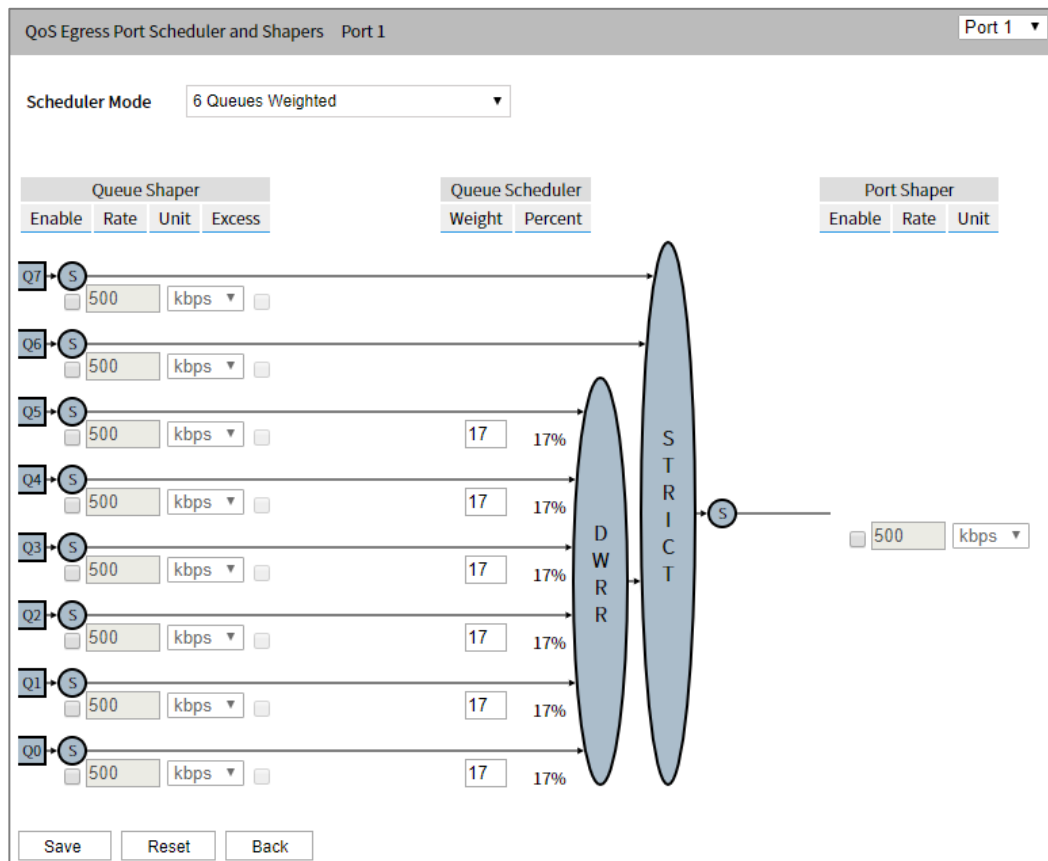 QoS Egress Port Scheduler and Shapers Port 1 Port 1
Scheduler Mode 6 Queues Weighted
Queue Shaper Queue Scheduler Port Shaper
Enable Rate Unit Excess Weight Percent Enable Rate Unit
Q7 S
500 kbps
Q6 S
500 kbps
Q5 S
500 kbps 17 17%
Q4 S
500 kbps 17 17%
Q3 S
500 kbps 17 17%
Q2 S
500 kbps 17 17%
Q1 S
500 kbps 17 17%
Q0 S
500 kbps 17 17%
DWRR
STRICT
S
500 kbps
Save Reset Back